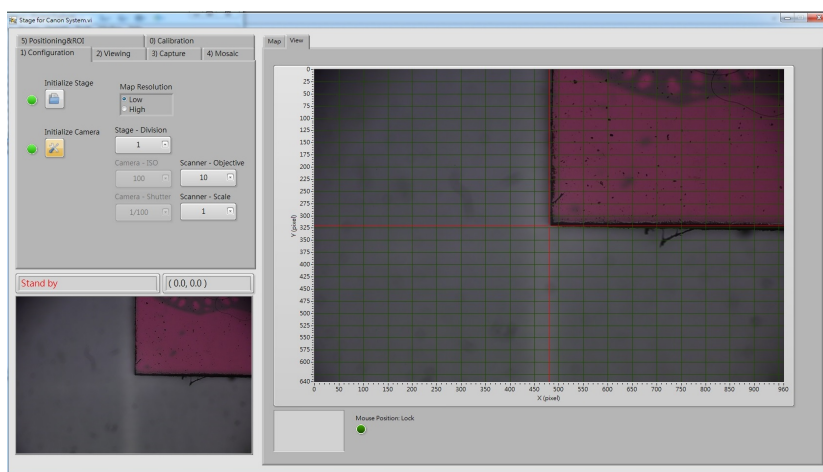 Stage for Canon System.vi
5) Positioning&ROI
0) Calibration
1) Configuration
2) Viewing
3) Capture
4) Mosaic
Initialize Stage
Map Resolution
Low
High
Initialize Camera
Stage - Division
1
Camera - ISO
Scanner - Objective
100
10
Camera - Shutter
Scanner - Scale
1/100
1
Stand by
( 0.0, 0.0 )
Map
View
0
25
50
75
100
125
150
175
200
225
250
275
300
325
350
375
400
425
450
475
500
525
550
575
600
640
Y (pixel)
0 50 100 150 200 250 300 350 400 450 500 550 600 650 700 750 800 850 900 960
X (pixel)
Mouse Position: Lock